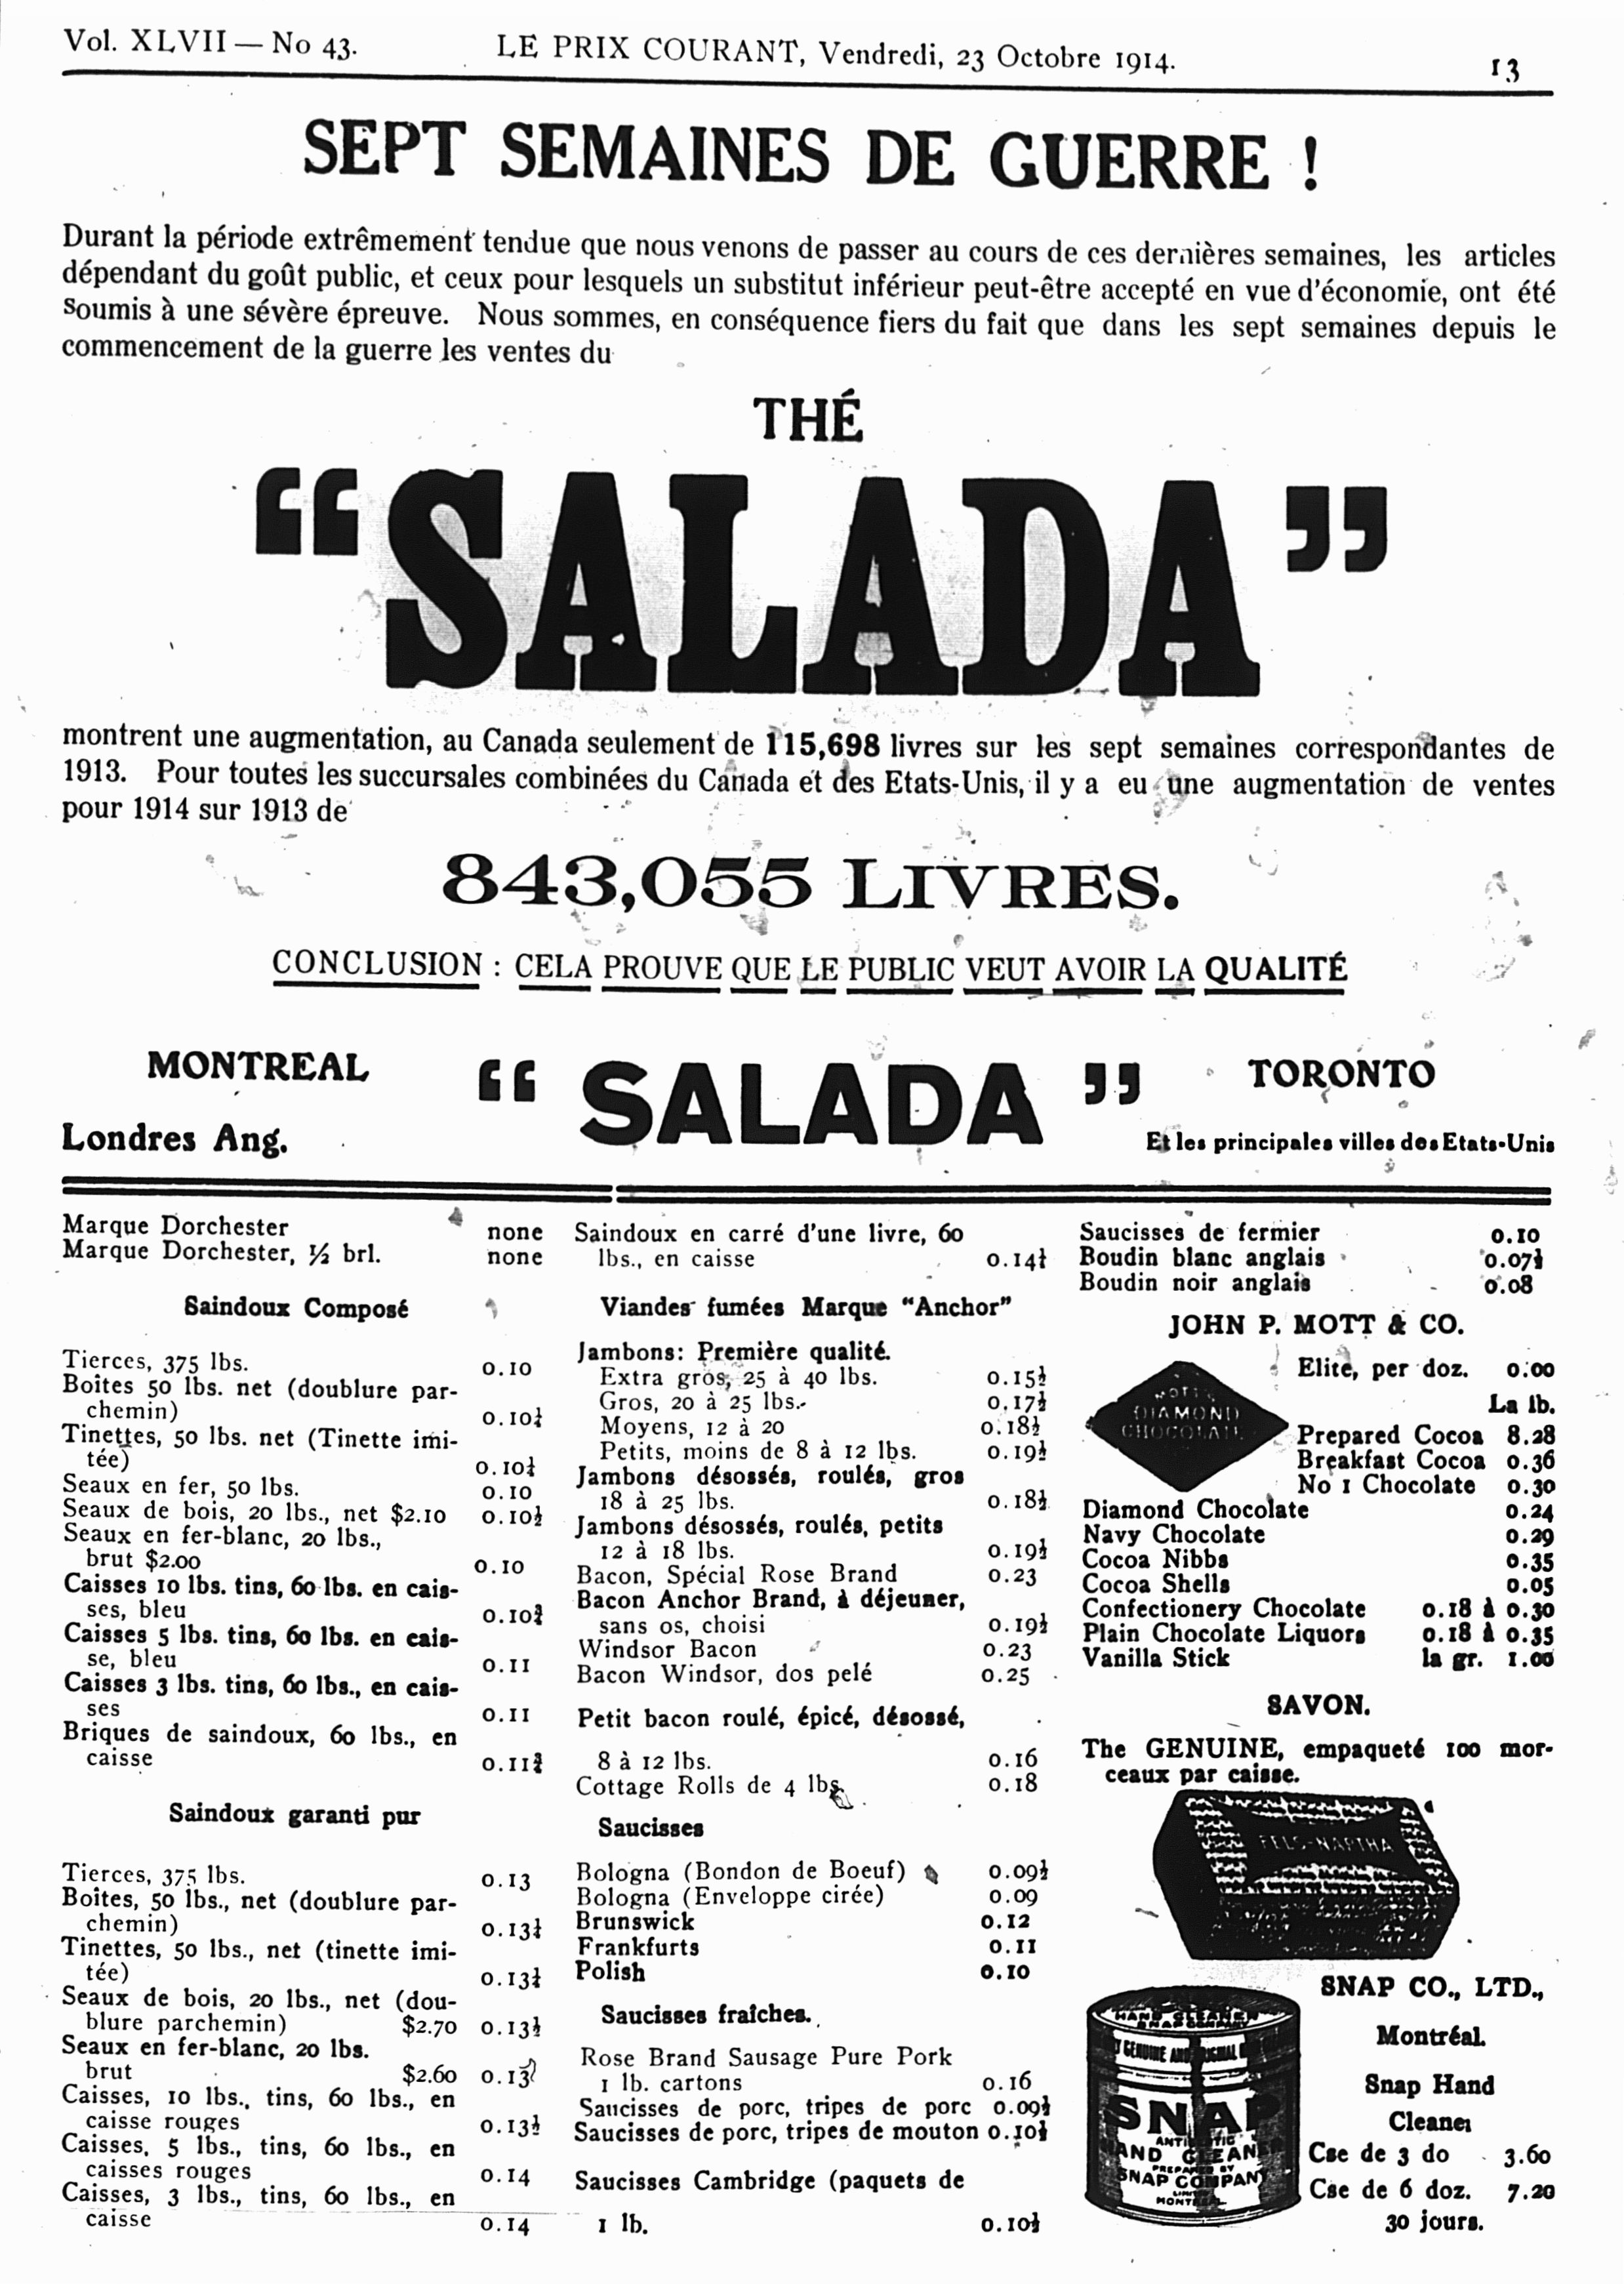 Vol. XLVII — No 43.
LE PRIX COURANT, Vendredi, 23 Octobre 1914.
13
SEPT SEMAINES DE GUERRE !
Durant la période extrêmement tendue que nous venons de passer au cours de ces dernières semaines, les articles
dépendant du goût public, et ceux pour lesquels un substitut inférieur peut-être accepté en vue d'économie, ont été
soumis à une sévère épreuve. Nous sommes, en conséquence fiers du fait que dans les sept semaines depuis le
commencement de la guerre les ventes du
THÉ
“SALADA”
montrent une augmentation, au Canada seulement de 115,698 livres sur les sept semaines correspondantes de
1913. Pour toutes les succursales combinées du Canada et des Etats-Unis, il y a eu une augmentation de ventes
pour 1914 sur 1913 de
843,055 LIVRES.
CONCLUSION : CELA PROUVE QUE LE PUBLIC VEUT AVOIR LA QUALITÉ
MONTREAL
“ SALADA ”
TORONTO
Londres Ang.
Et les principales villes des Etats-Unis
Marque Dorchester none
Marque Dorchester, ½ brl. none
Saindoux Composé
Tierces, 375 lbs. 0.10
Boîtes 50 lbs. net (doublure par-
chemin) 0.10¼
Tinettes, 50 lbs. net (Tinette imi-
tée) 0.10¼
Seaux en fer, 50 lbs. 0.10
Seaux de bois, 20 lbs., net $2.10 0.10½
Seaux en fer-blanc, 20 lbs.,
brut $2.00 0.10
Caisses 10 lbs. tins, 60 lbs. en cais-
ses, bleu 0.10¾
Caisses 5 lbs. tins, 60 lbs. en cais-
se, bleu 0.11
Caisses 3 lbs. tins, 60 lbs., en cais-
ses 0.11
Briques de saindoux, 60 lbs., en
caisse 0.11¾
Saindoux garanti pur
Tierces, 375 lbs. 0.13
Boîtes, 50 lbs., net (doublure par-
chemin) 0.13¼
Tinettes, 50 lbs., net (tinette imi-
tée) 0.13¼
Seaux de bois, 20 lbs., net (dou-
blure parchemin) $2.70 0.13½
Seaux en fer-blanc, 20 lbs.
brut $2.60 0.13
Caisses, 10 lbs., tins, 60 lbs., en
caisse rouges 0.13½
Caisses, 5 lbs., tins, 60 lbs., en
caisses rouges 0.14
Caisses, 3 lbs., tins, 60 lbs., en
caisse 0.14
Saindoux en carré d'une livre, 60
lbs., en caisse 0.14¼
Viandes fumées Marque “Anchor”
Jambons: Première qualité.
Extra gros, 25 à 40 lbs. 0.15½
Gros, 20 à 25 lbs. 0.17½
Moyens, 12 à 20 0.18½
Petits, moins de 8 à 12 lbs. 0.19½
Jambons désossés, roulés, gros
18 à 25 lbs. 0.18½
Jambons désossés, roulés, petits
12 à 18 lbs. 0.19½
Bacon, Spécial Rose Brand 0.23
Bacon Anchor Brand, à déjeuner,
sans os, choisi 0.19½
Windsor Bacon 0.23
Bacon Windsor, dos pelé 0.25
Petit bacon roulé, épicé, désossé,
8 à 12 lbs. 0.16
Cottage Rolls de 4 lbs. 0.18
Saucisses
Bologna (Bondon de Boeuf) 0.09½
Bologna (Enveloppe cirée) 0.09
Brunswick 0.12
Frankfurts 0.11
Polish 0.10
Saucisses fraîches.
Rose Brand Sausage Pure Pork
1 lb. cartons 0.16
Saucisses de porc, tripes de porc 0.09½
Saucisses de porc, tripes de mouton 0.10½
Saucisses Cambridge (paquets de
1 lb. 0.10½
Saucisses de fermier 0.10
Boudin blanc anglais 0.07½
Boudin noir anglais 0.08
JOHN P. MOTT & CO.
MOTT'S
DIAMOND
CHOCOLATE
Elite, per doz. 0.00
La lb.
Prepared Cocoa 8.28
Breakfast Cocoa 0.36
No 1 Chocolate 0.30
Diamond Chocolate 0.24
Navy Chocolate 0.29
Cocoa Nibbs 0.35
Cocoa Shells 0.05
Confectionery Chocolate 0.18 à 0.30
Plain Chocolate Liquors 0.18 à 0.35
Vanilla Stick la gr. 1.00
SAVON.
The GENUINE, empaqueté 100 mor-
ceaux par caisse.
FELS-NAPTHA
SNAP CO., LTD.,
Montréal.
Snap Hand
Cleaner
Cse de 3 do 3.60
Cse de 6 doz. 7.20
30 jours.
HAND CLEANER
SNAP COMPANY
GENUINE AND ORIGINAL
SNAP
ANTISEPTIC
HAND CLEANER
PREPARED BY
SNAP COMPANY
LIMITED
MONTREAL